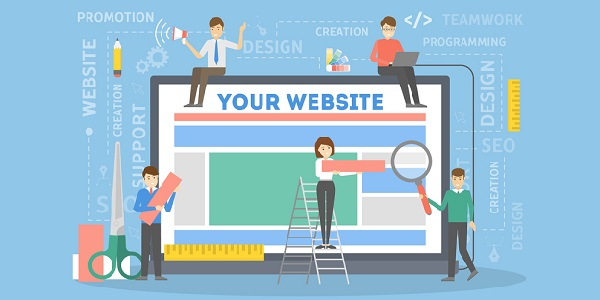 PROMOTION
</>
TEAMWORK
CREATION
PROGRAMMING
DESIGN
WEBSITE
CREATION
SUPPORT
YOUR WEBSITE
DESIGN
SEO
CREATION
DESIGN